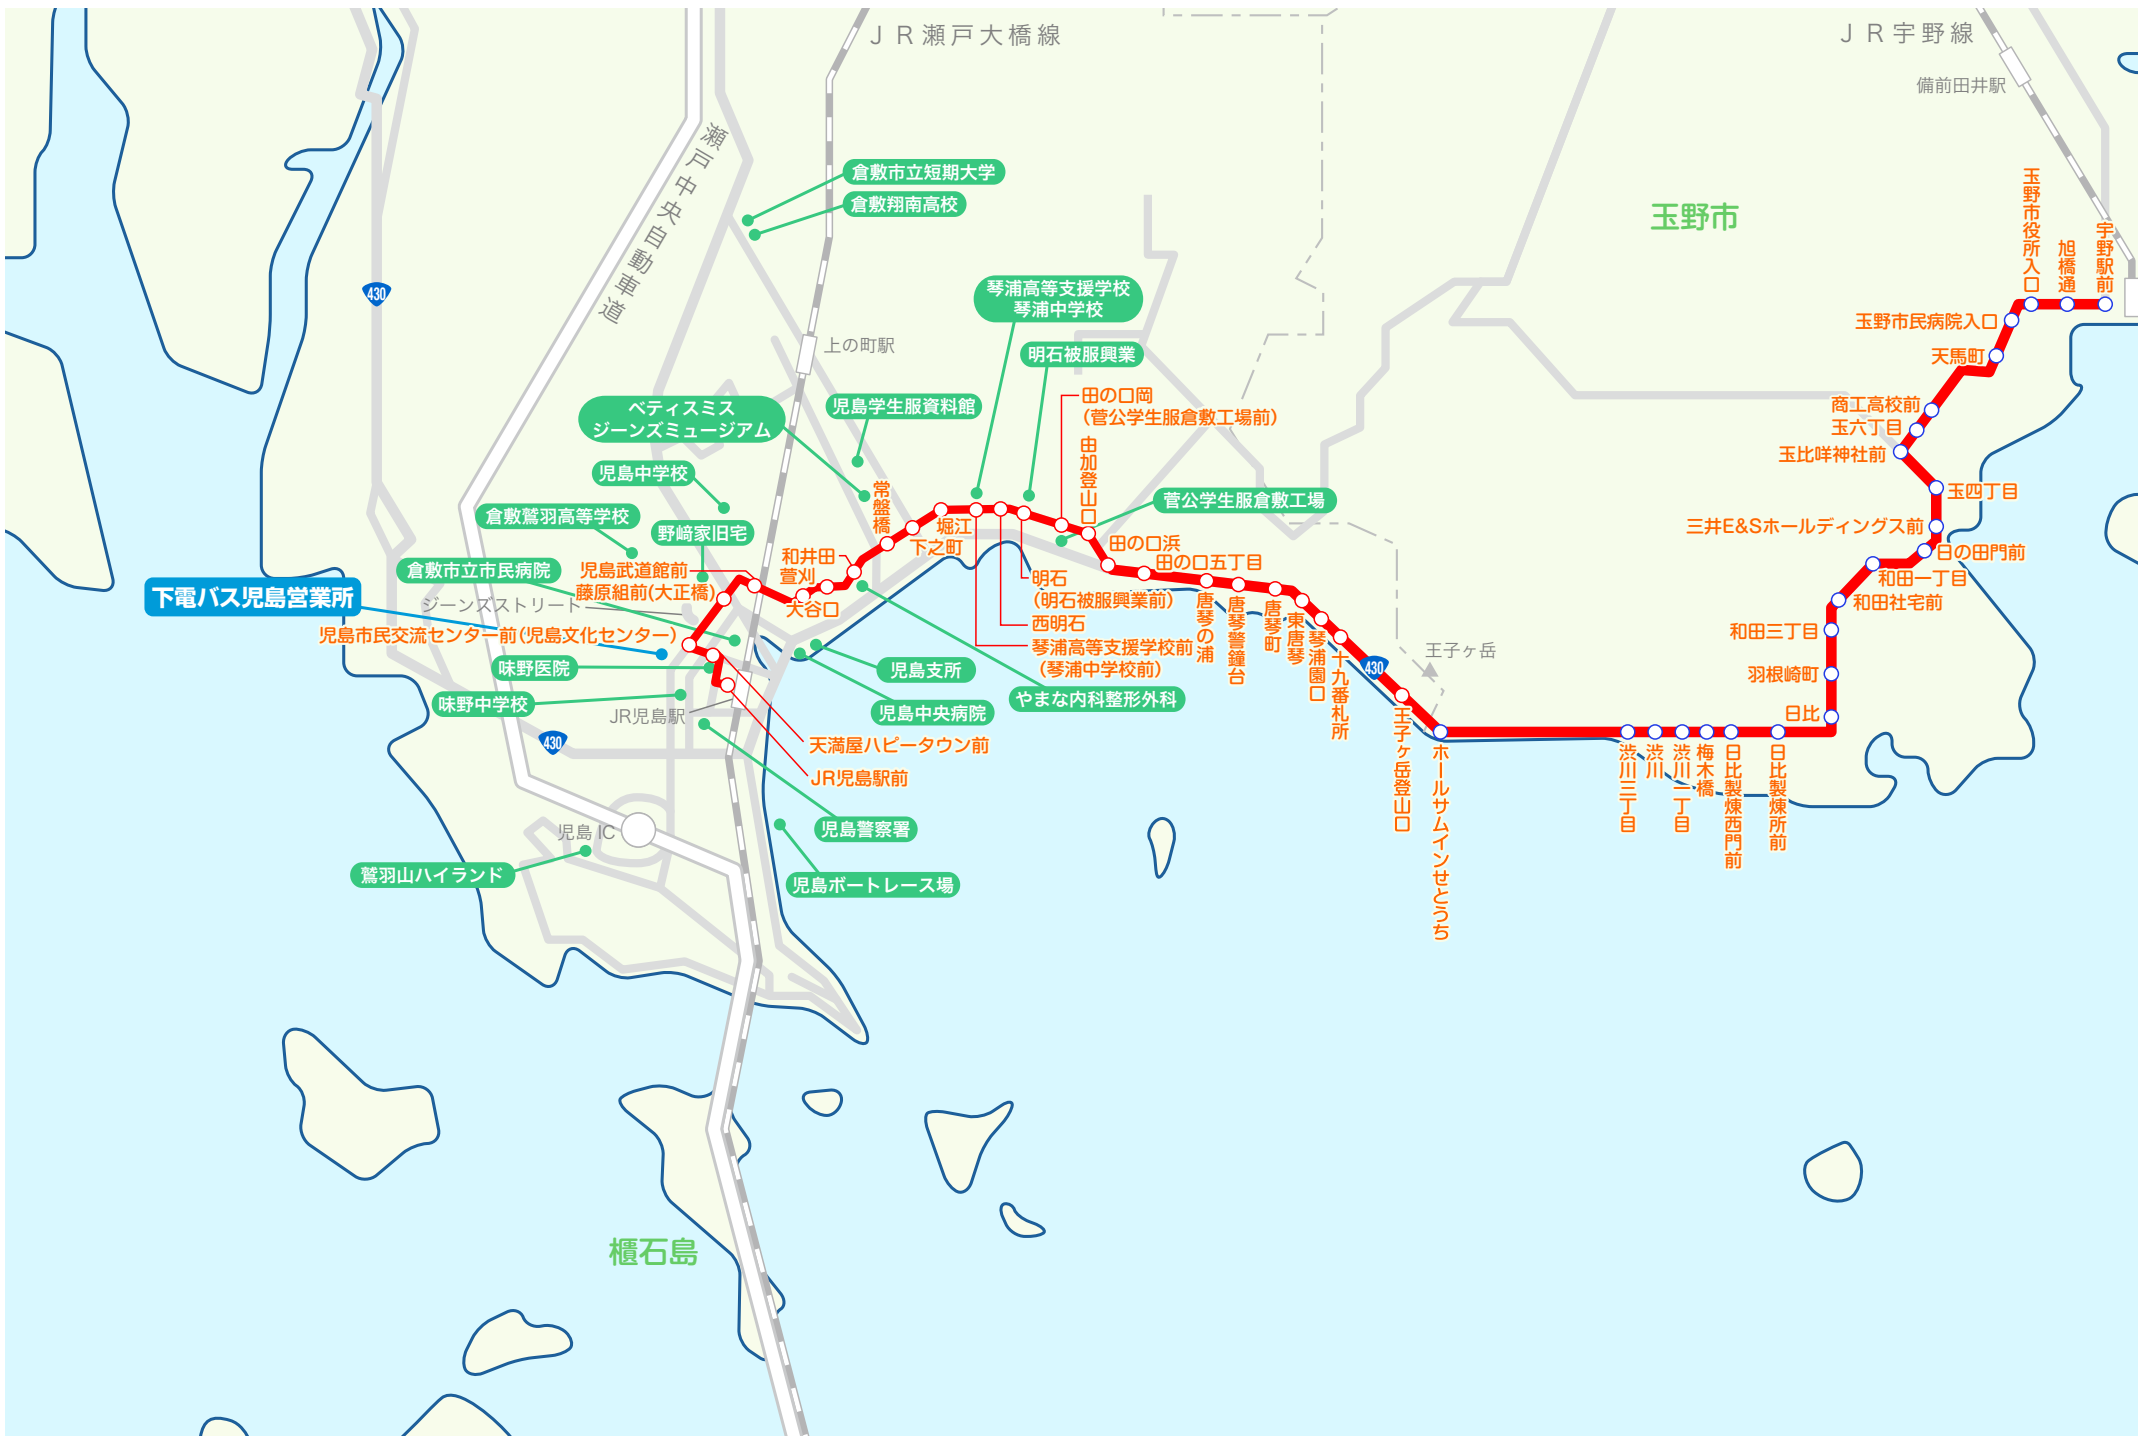 ＪＲ瀬戸大橋線
ＪＲ宇野線
備前田井駅
瀬戸中央自動車道
倉敷市立短期大学
倉敷翔南高校
玉野市
玉野市役所入口
旭橋通
宇野駅前
430
琴浦高等支援学校
琴浦中学校
玉野市民病院入口
上の町駅
明石被服興業
天馬町
ベティスミス
ジーンズミュージアム
児島学生服資料館
田の口岡
(菅公学生服倉敷工場前)
商工高校前
玉六丁目
由加登山口
玉比咩神社前
児島中学校
常盤橋
菅公学生服倉敷工場
玉四丁目
倉敷鷲羽高等学校
野﨑家旧宅
堀江
下之町
三井E&Sホールディングス前
日の田門前
和井田
萱刈
大谷口
田の口浜
田の口五丁目
倉敷市立市民病院
児島武道館前
藤原組前(大正橋)
明石
(明石被服興業前)
和田一丁目
和田社宅前
下電バス児島営業所
ジーンズストリート
西明石
唐琴の浦
唐琴警鐘台
唐琴町
東唐琴
琴浦園口
十九番札所
児島市民交流センター前(児島文化センター)
琴浦高等支援学校前
(琴浦中学校前)
和田三丁目
王子ヶ岳
430
味野医院
児島支所
羽根崎町
味野中学校
やまな内科整形外科
児島中央病院
JR児島駅
日比
430
天満屋ハピータウン前
JR児島駅前
王子ヶ岳登山口
ホールサムインせとうち
渋川三丁目
渋川
渋川一丁目
梅木橋
日比製煉西門前
日比製煉所前
児島 IC
児島警察署
鷲羽山ハイランド
児島ボートレース場
櫃石島